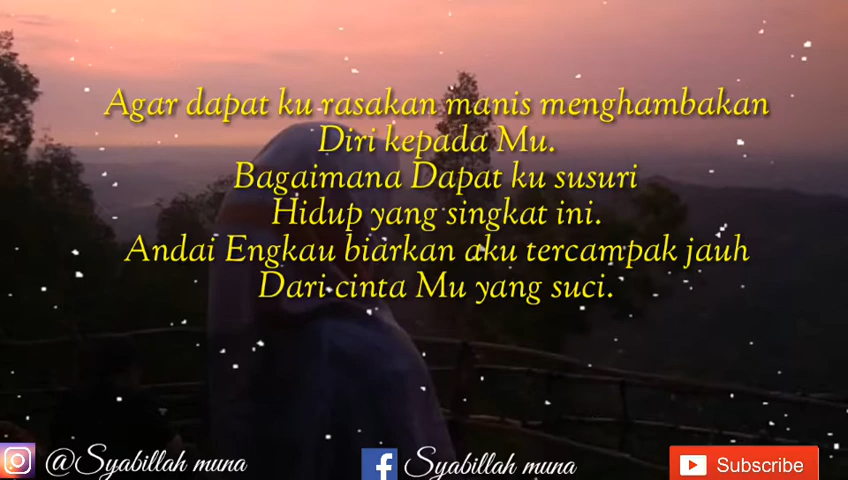 Agar dapat ku rasakan manis menghambakan
Diri kepada Mu.
Bagaimana Dapat ku susuri
Hidup yang singkat ini.
Andai Engkau biarkan aku tercampak jauh
Dari cinta Mu yang suci.
@Syabillah muna
Syabillah muna
Subscribe